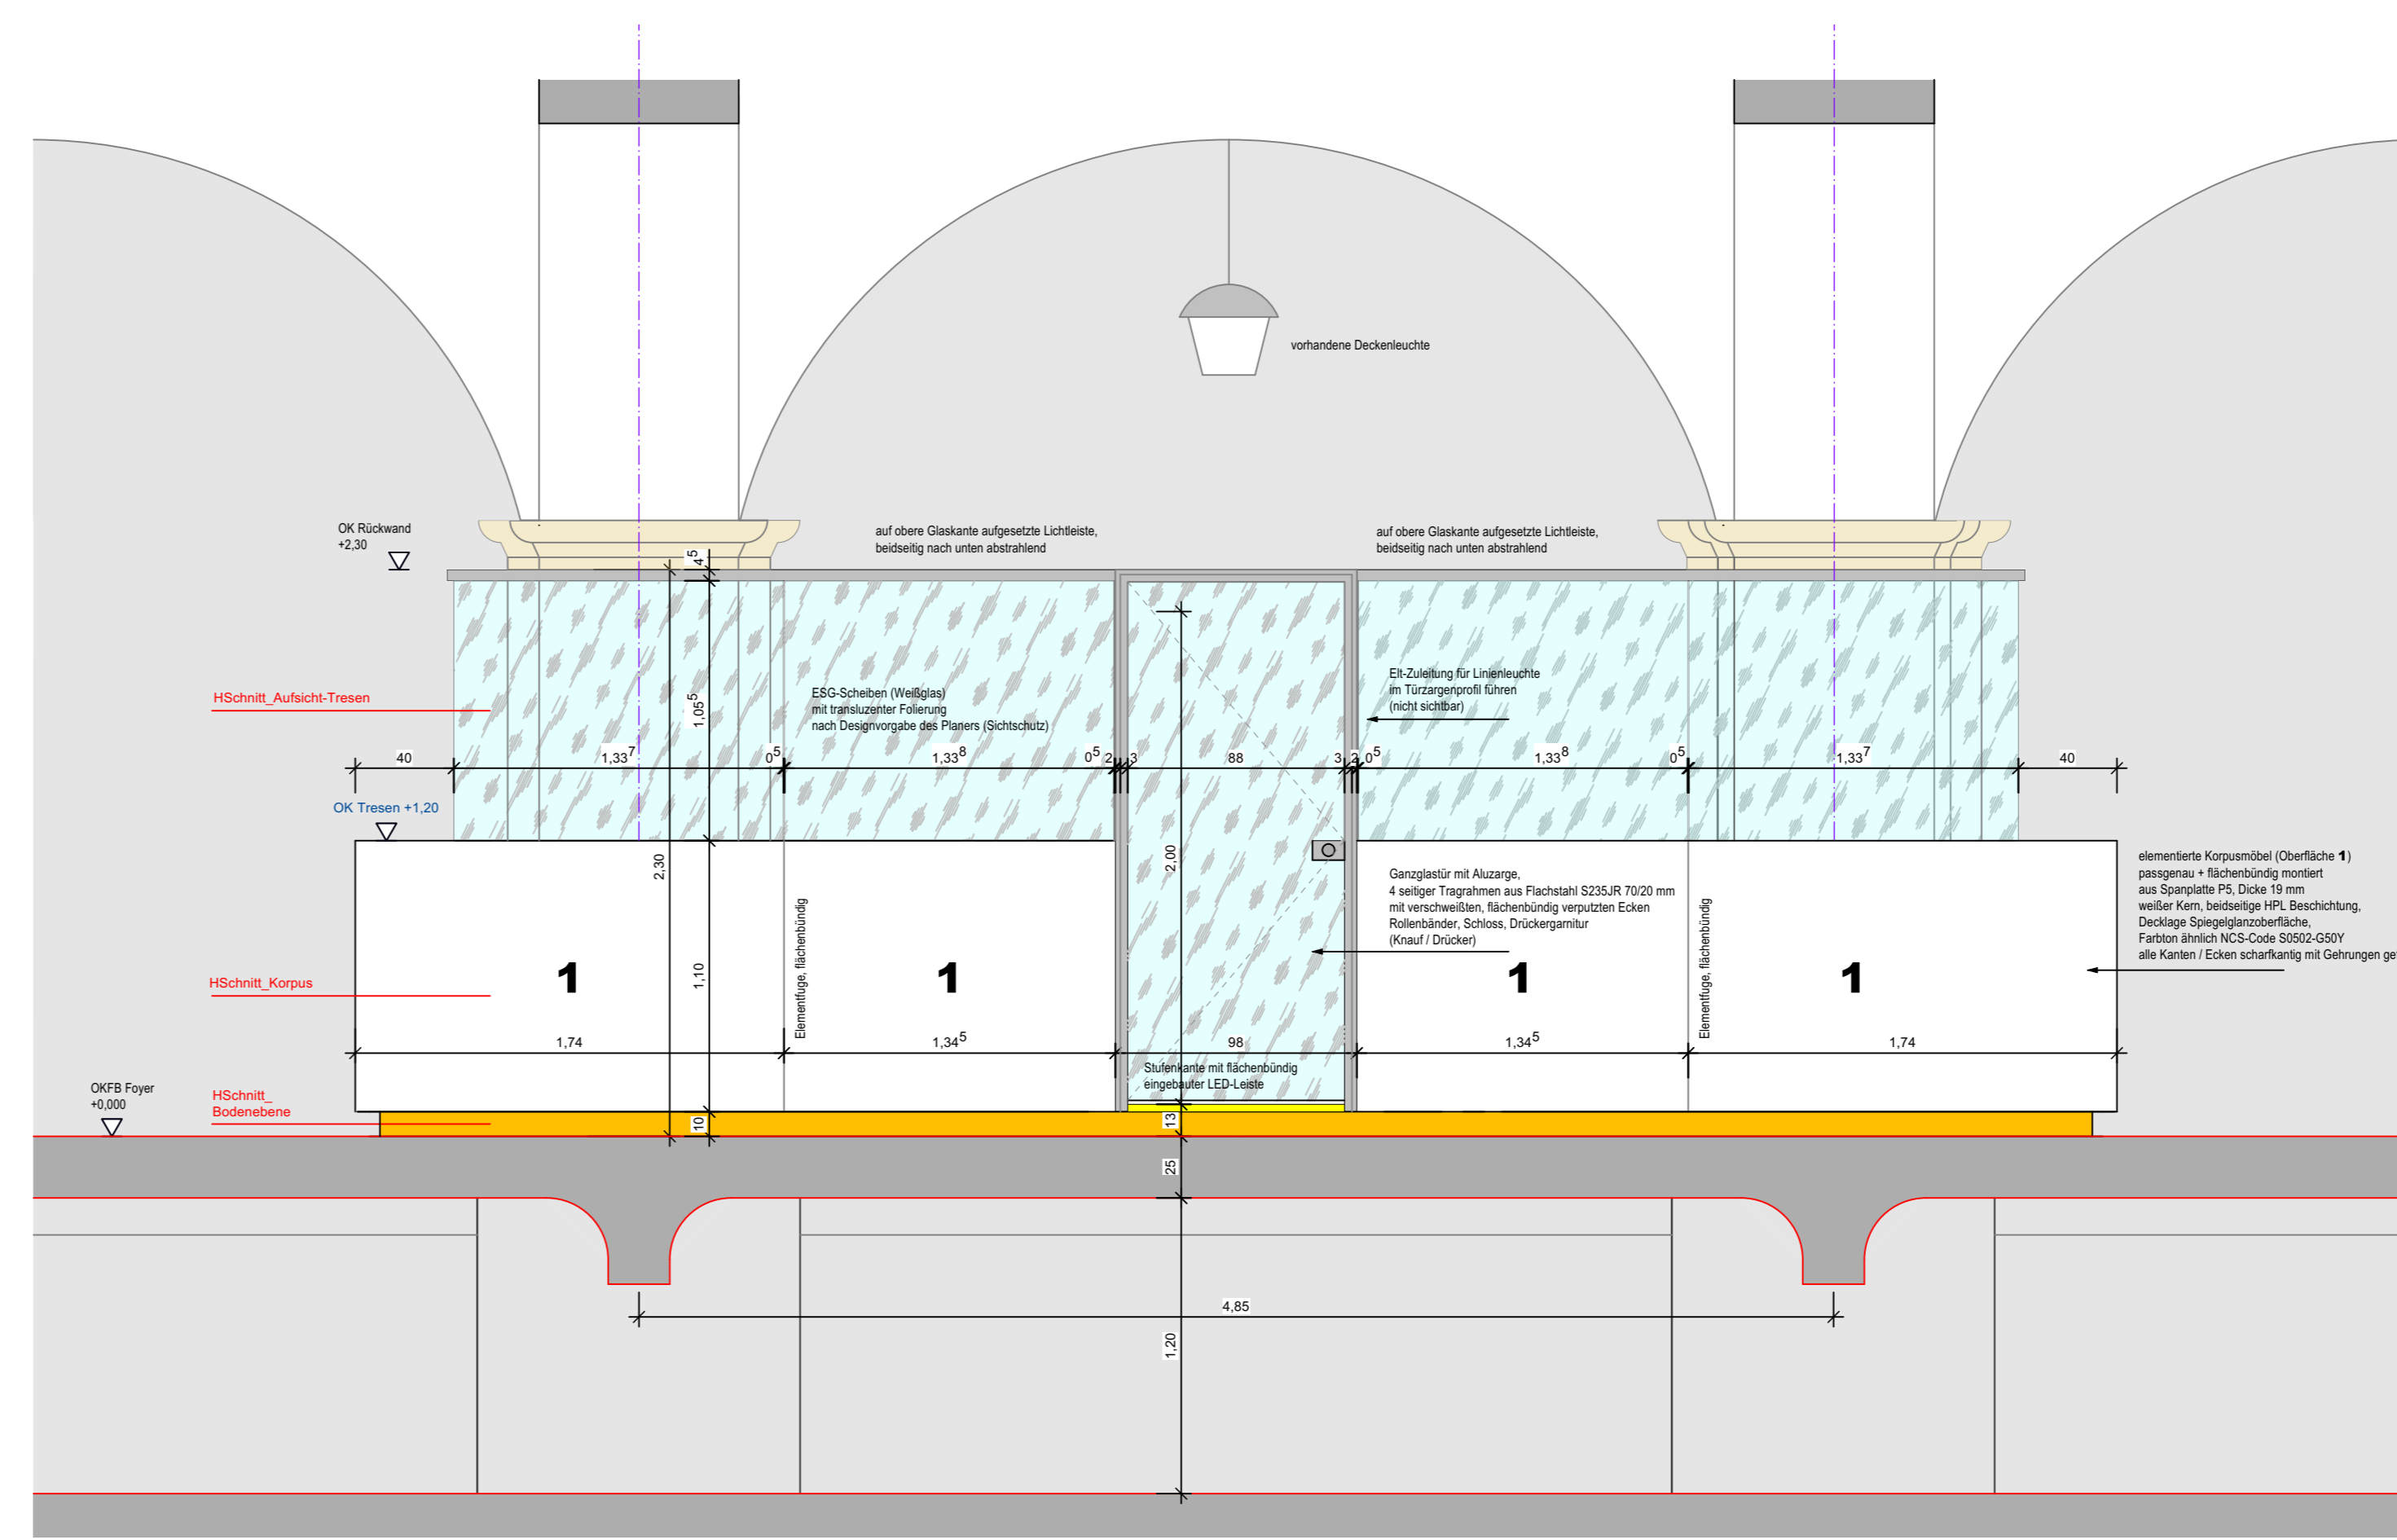 vorhandene Deckenleuchte
OK Rückwand
+2,30
auf obere Glaskante aufgesetzte Lichtleiste,
beidseitig nach unten abstrahlend
auf obere Glaskante aufgesetzte Lichtleiste,
beidseitig nach unten abstrahlend
4⁵
HSchnitt_Aufsicht-Tresen
1,05⁵
ESG-Scheiben (Weißglas)
mit transluzenter Folierung
nach Designvorgabe des Planers (Sichtschutz)
Elt-Zuleitung für Linienleuchte
im Türzargenprofil führen
(nicht sichtbar)
40 1,33⁷ 0⁵ 1,33⁸ 0⁵ 2 3 88 3 2 0⁵ 1,33⁸ 0⁵ 1,33⁷ 40
OK Tresen +1,20
2,30
2,00
Ganzglastür mit Aluzarge,
4 seitiger Tragrahmen aus Flachstahl S235JR 70/20 mm
mit verschweißten, flächenbündig verputzten Ecken
Rollenbänder, Schloss, Drückergarnitur
(Knauf / Drücker)
elementierte Korpusmöbel (Oberfläche 1)
passgenau + flächenbündig montiert
aus Spanplatte P5, Dicke 19 mm
weißer Kern, beidseitige HPL Beschichtung,
Decklage Spiegelglanzoberfläche,
Farbton ähnlich NCS-Code S0502-G50Y
alle Kanten / Ecken scharfkantig mit Gehrungen
Elementfuge, flächenbündig
Elementfuge, flächenbündig
HSchnitt_Korpus
1 1 1 1
1,10
1,74 1,34⁵ 98 1,34⁵ 1,74
Stufenkante mit flächenbündig
eingebauter LED-Leiste
OKFB Foyer
+0,000
HSchnitt_
Bodenebene
10
13
25
4,85
1,20